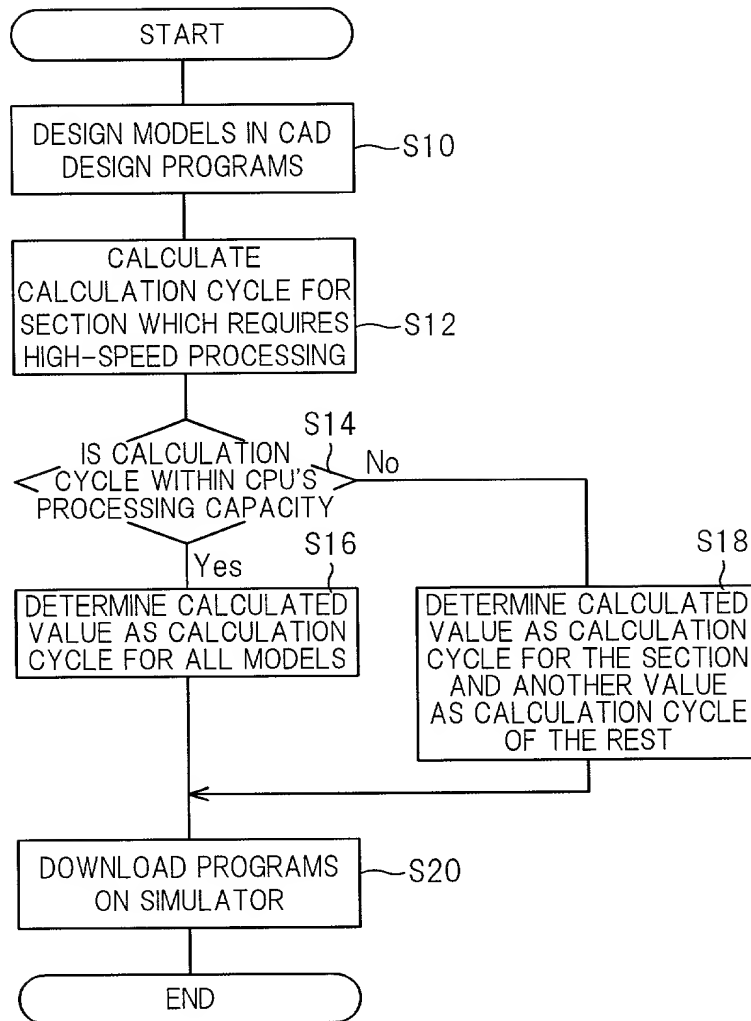 START
DESIGN MODELS IN CAD
DESIGN PROGRAMS
S10
CALCULATE
CALCULATION CYCLE FOR
SECTION WHICH REQUIRES
HIGH-SPEED PROCESSING
S12
S14
IS CALCULATION
CYCLE WITHIN CPU'S
PROCESSING CAPACITY
No
Yes
S16
DETERMINE CALCULATED
VALUE AS CALCULATION
CYCLE FOR ALL MODELS
S18
DETERMINE CALCULATED
VALUE AS CALCULATION
CYCLE FOR THE SECTION
AND ANOTHER VALUE
AS CALCULATION CYCLE
OF THE REST
DOWNLOAD PROGRAMS
ON SIMULATOR
S20
END